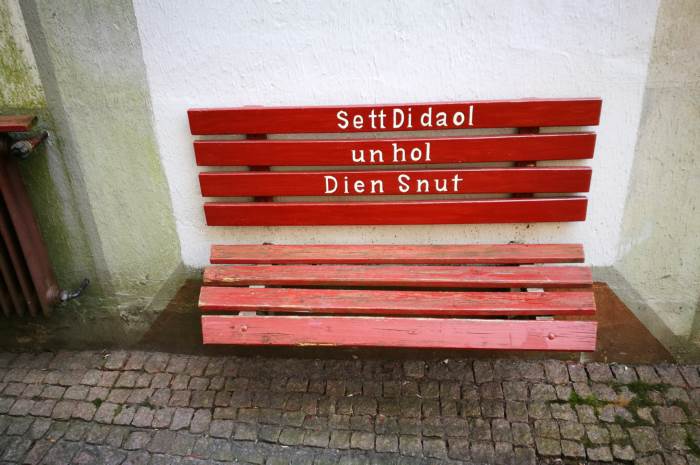 Sett Di daol
un hol
Dien Snut